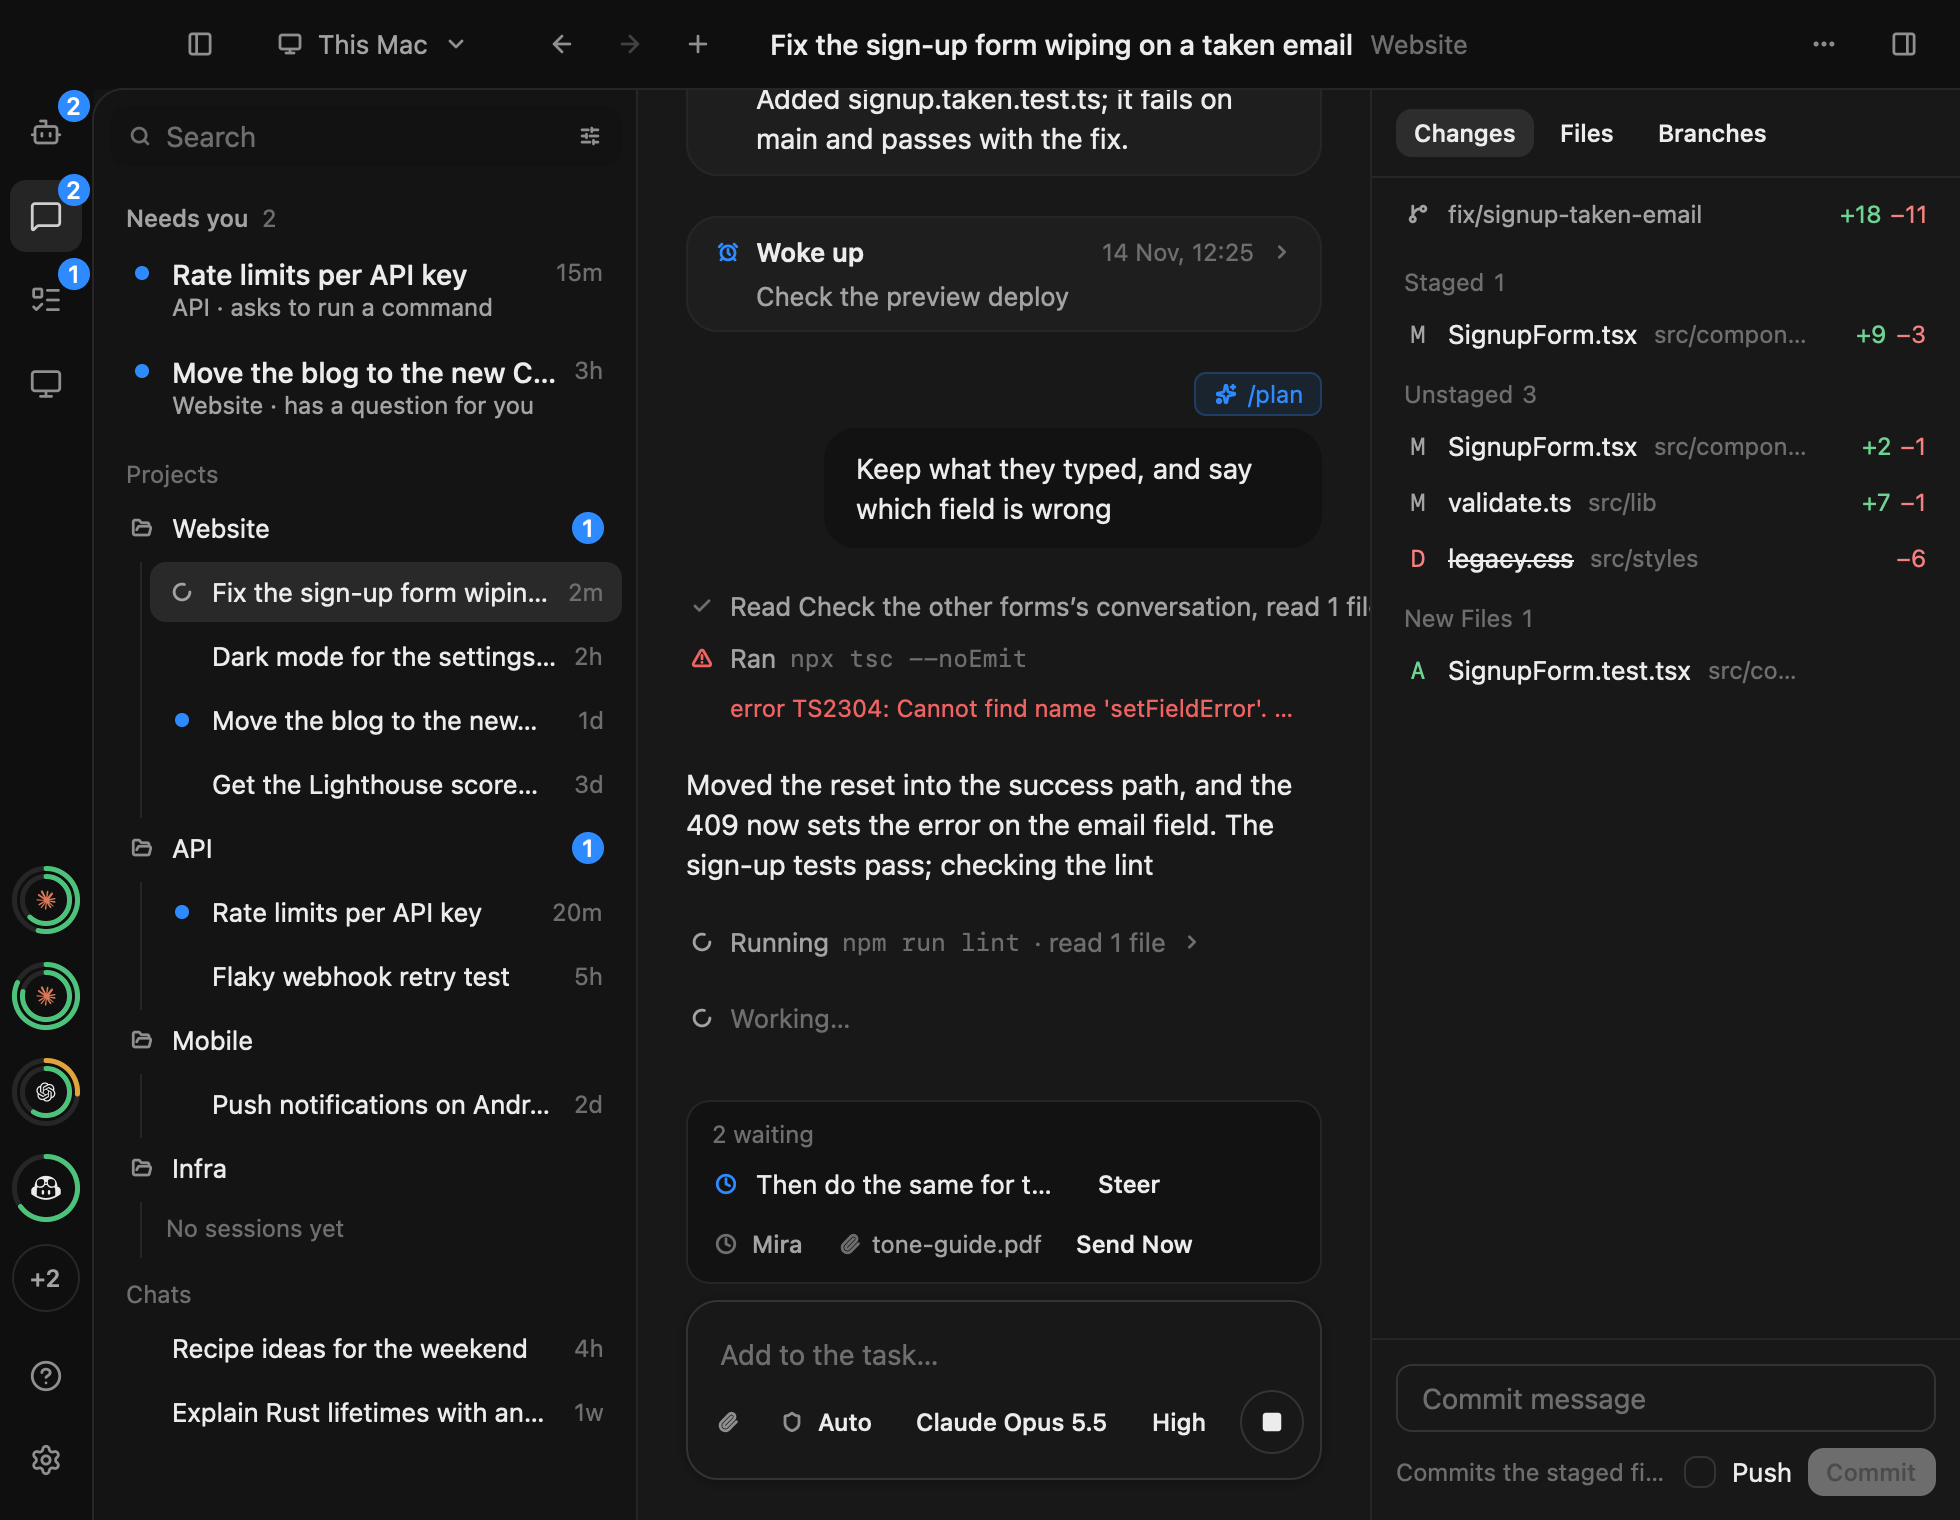 This Mac
Fix the sign-up form wiping on a taken email Website
2
2
1
+2
Search
Needs you 2
Rate limits per API key 15m
API · asks to run a command
Move the blog to the new C... 3h
Website · has a question for you
Projects
Website 1
Fix the sign-up form wipin... 2m
Dark mode for the settings... 2h
Move the blog to the new... 1d
Get the Lighthouse score... 3d
API 1
Rate limits per API key 20m
Flaky webhook retry test 5h
Mobile
Push notifications on Andr... 2d
Infra
No sessions yet
Chats
Recipe ideas for the weekend 4h
Explain Rust lifetimes with an... 1w
Added signup.taken.test.ts; it fails on
main and passes with the fix.
Woke up 14 Nov, 12:25
Check the preview deploy
/plan
Keep what they typed, and say
which field is wrong
Read Check the other forms’s conversation, read 1 fil
Ran npx tsc --noEmit
error TS2304: Cannot find name 'setFieldError'. ...
Moved the reset into the success path, and the
409 now sets the error on the email field. The
sign-up tests pass; checking the lint
Running npm run lint · read 1 file
Working...
2 waiting
Then do the same for t... Steer
Mira tone-guide.pdf Send Now
Add to the task...
Auto Claude Opus 5.5 High
Changes Files Branches
fix/signup-taken-email +18 −11
Staged 1
M SignupForm.tsx src/compon... +9 −3
Unstaged 3
M SignupForm.tsx src/compon... +2 −1
M validate.ts src/lib +7 −1
D legacy.css src/styles −6
New Files 1
A SignupForm.test.tsx src/co...
Commit message
Commits the staged fi... Push Commit